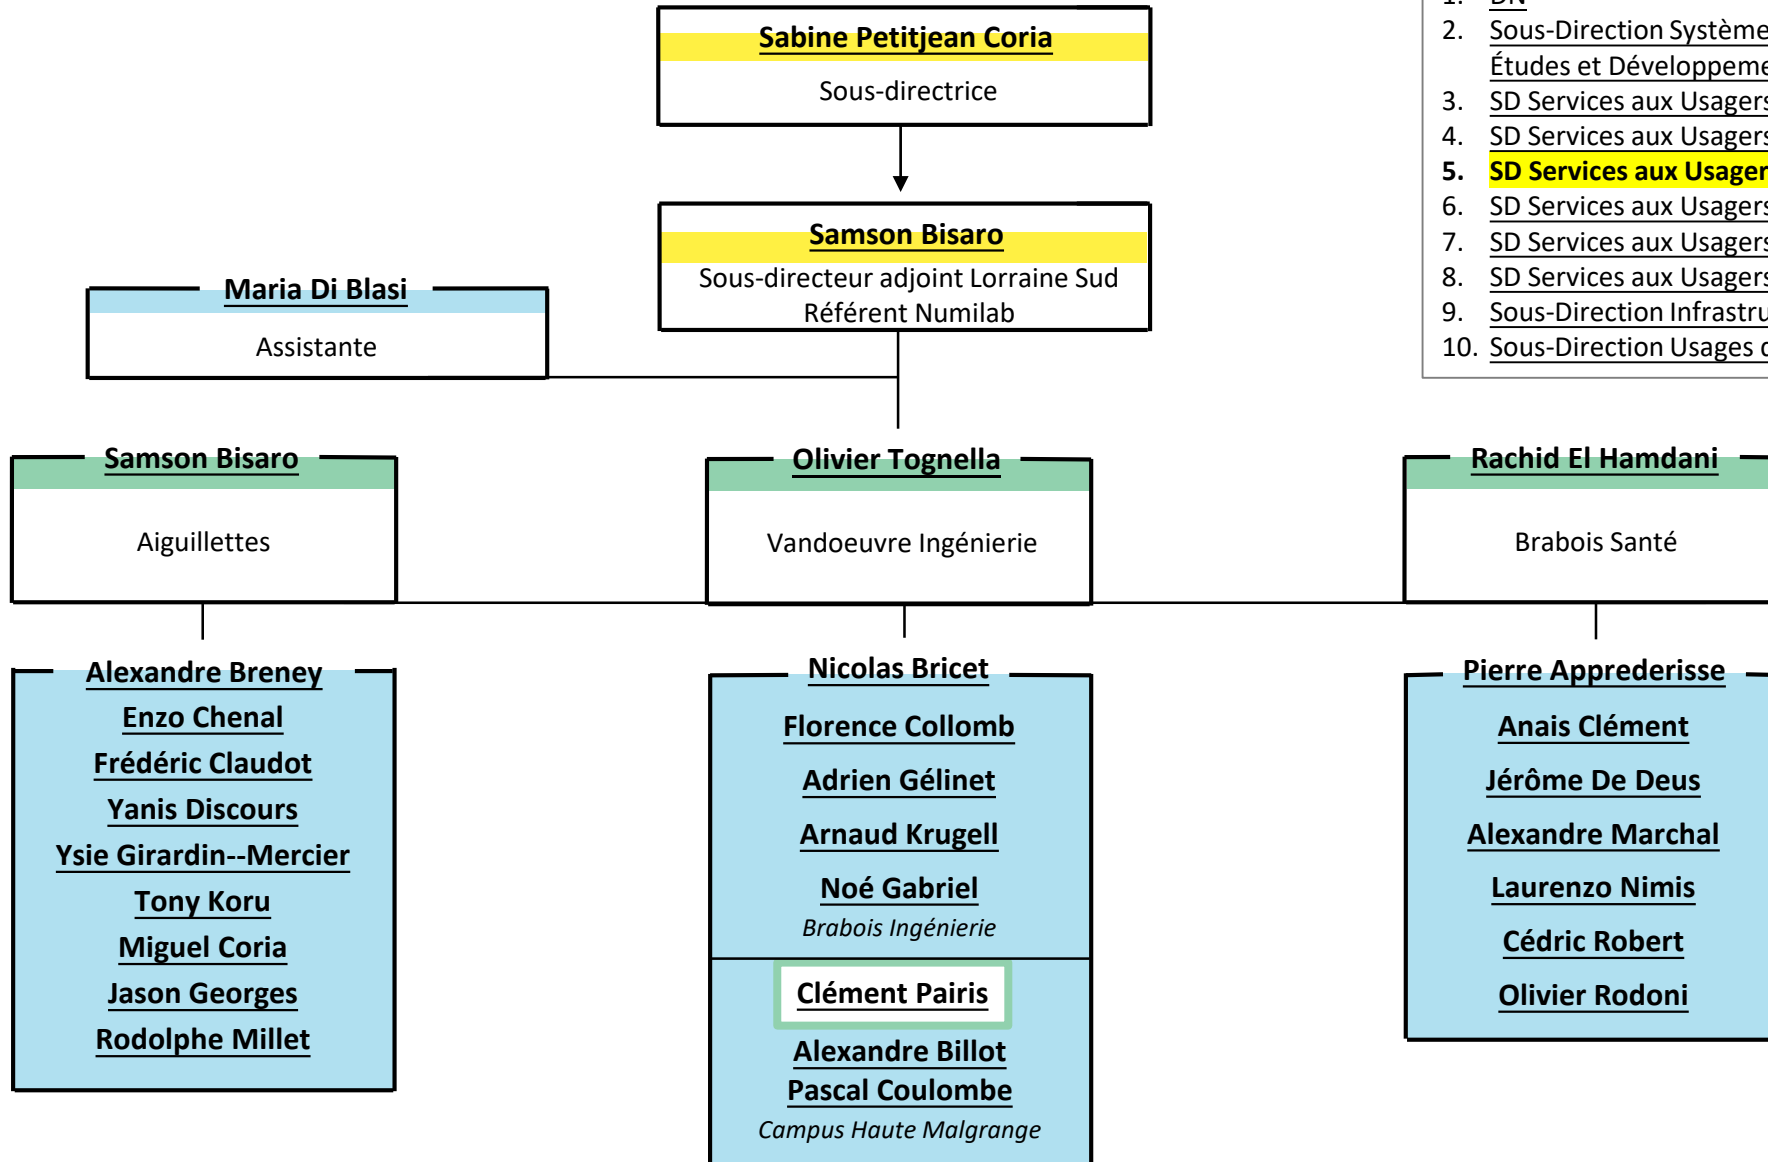 Sabine Petitjean Coria
Sous-directrice
1. DN
2. Sous-Direction Système
Études et Développeme
3. SD Services aux Usagers
4. SD Services aux Usagers
5. SD Services aux Usager
6. SD Services aux Usagers
7. SD Services aux Usagers
8. SD Services aux Usagers
9. Sous-Direction Infrastru
10. Sous-Direction Usages
Samson Bisaro
Sous-directeur adjoint Lorraine Sud
Référent Numilab
Maria Di Blasi
Assistante
Samson Bisaro
Aiguillettes
Olivier Tognella
Vandoeuvre Ingénierie
Rachid El Hamdani
Brabois Santé
Alexandre Breney
Enzo Chenal
Frédéric Claudot
Yanis Discours
Ysie Girardin--Mercier
Tony Koru
Miguel Coria
Jason Georges
Rodolphe Millet
Nicolas Bricet
Florence Collomb
Adrien Gélinet
Arnaud Krugell
Noé Gabriel
Brabois Ingénierie
Clément Pairis
Alexandre Billot
Pascal Coulombe
Campus Haute Malgrange
Pierre Apprederisse
Anais Clément
Jérôme De Deus
Alexandre Marchal
Laurenzo Nimis
Cédric Robert
Olivier Rodoni